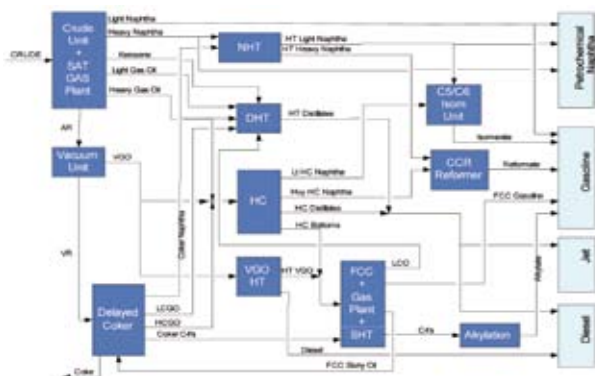 CRUDE
Crude
Unit
+
SAT
GAS
Plant
Light Naphtha
Heavy Naphtha
Kerosene
Light Gas Oil
Heavy Gas Oil
NHT
HT Light Naphtha
HT Heavy Naphtha
Petrochemical
Naphtha
DHT
HT Distillates
C5/C6
Isom
Unit
Isomerate
AR
Vacuum
Unit
VGO
Coker Naphtha
HC
Lt HC Naphtha
Hvy HC Naphtha
HC Distillates
HC Bottoms
CCR
Reformer
Reformate
FCC Gasoline
Gasoline
VR
Delayed
Coker
LCGO
HCGO
Coker C4's
VGO
HT
HT VGO
FCC
+
Gas
Plant
+
SHT
LCO
C4's
Alkylation
Alkylate
Jet
Diesel
Diesel
FCC Slurry Oil
Coke